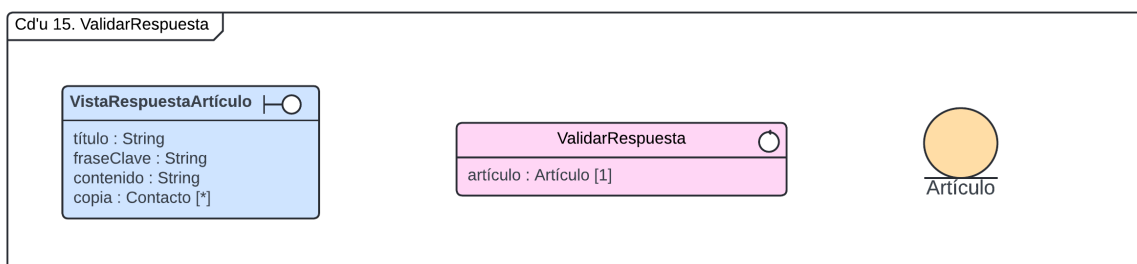 Cd'u 15. ValidarRespuesta
VistaRespuestaArtículo
título : String
fraseClave : String
contenido : String
copia : Contacto [*]
ValidarRespuesta
artículo : Artículo [1]
Artículo